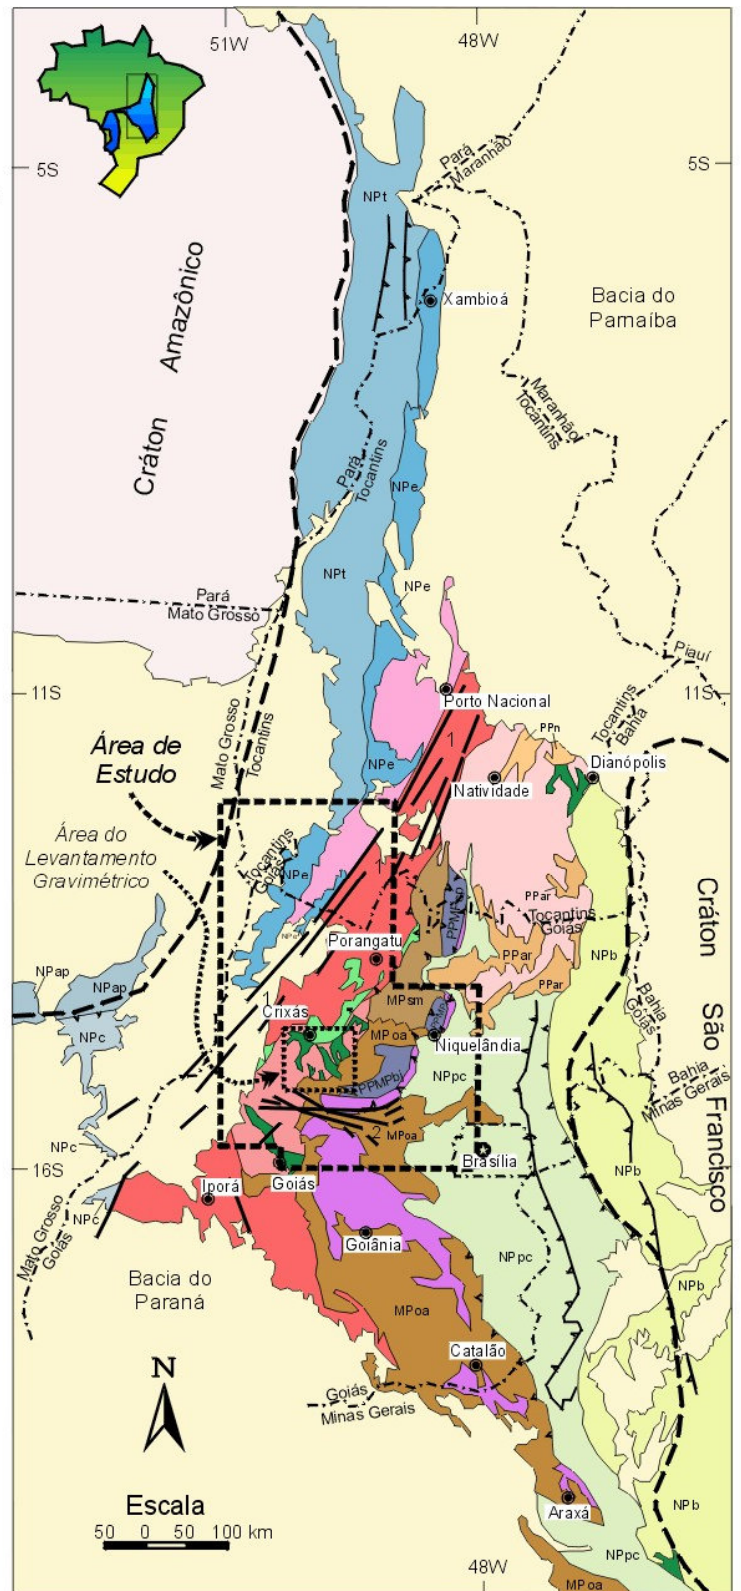 51W
48W
5S
5S
Pará
Maranhão
NPt
Xambioá
Cráton Amazônico
Bacia do
Parnaíba
Maranhão
Tocantins
Pará
Tocantins
NPe
NPt
NPe
Pará
Mato Grosso
Piauí
11S
11S
Porto Nacional
Mato Grosso
Tocantins
Tocantins
Bahia
1
PPn
Área de
Estudo
NPe
Dianópolis
Natividade
Área do
Levantamento
Gravimétrico
Tocantins
Goiás
NPe
1
Cráton São Francisco
PPar
Tocantins
Goiás
Porangatu
PPar
NPb
NPap
NPap
PPar
Bahia
Goiás
MPsm
1
Crixás
NPc
MPoa
Niquelândia
Bahia
Minas Gerais
NPpc
PPMPbj
2
MPoa
NPc
16S
Goiás
Brasília
NPb
Iporá
NPc
Mato Grosso
Goiás
Goiânia
NPpc
Bacia do
Paraná
NPb
MPoa
Catalão
N
Goiás
Minas Gerais
Escala
50 0 50 100 km
NPb
Araxá
NPpc
48W
MPoa